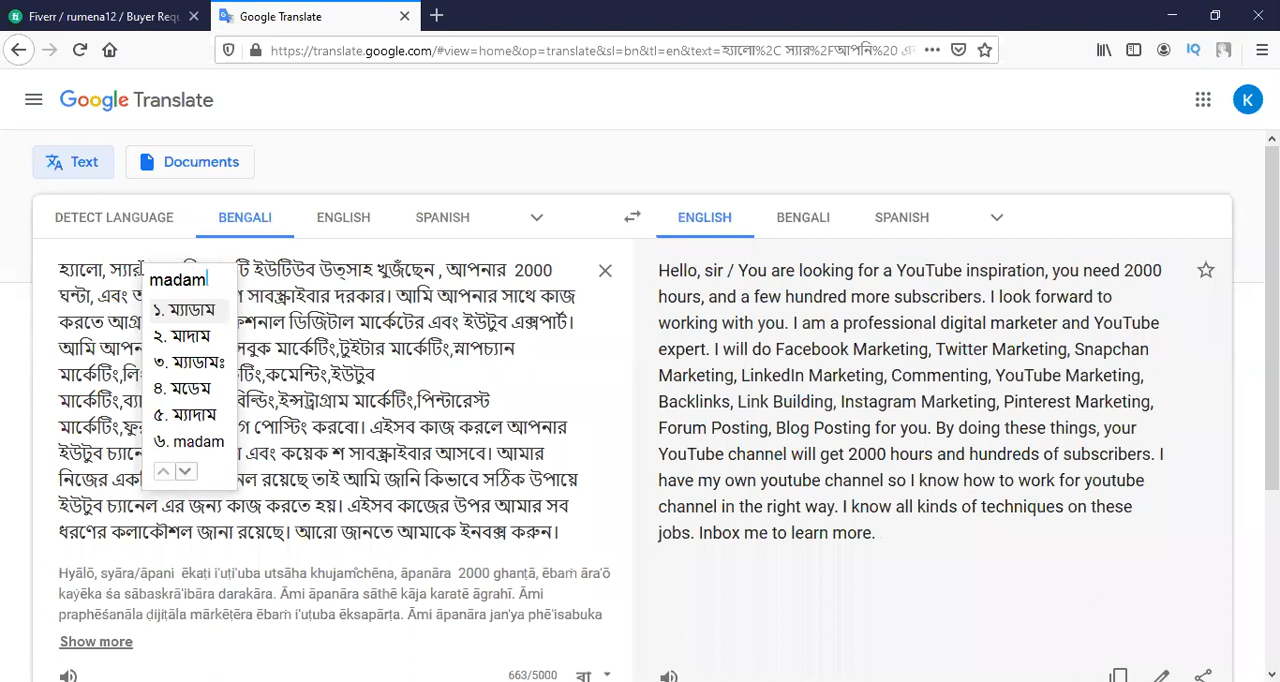 Fiverr / rumena12 / Buyer Requ
Google Translate
https://translate.google.com/#view=home&op=translate&sl=bn&tl=en&text=হ্যালো%2C স্যার%2Fআপনি%20
Google Translate
K
Text
Documents
DETECT LANGUAGE
BENGALI
ENGLISH
SPANISH
ENGLISH
BENGALI
SPANISH
হ্যালো, স্যার টি ইউটিউব উত্সাহ খুজঁছেন , আপনার 2000
ঘন্টা, এবং সাবস্ক্রাইবার দরকার। আমি আপনার সাথে কাজ
করতে ফেশনাল ডিজিটাল মার্কেটের এবং ইউটুব এক্সপার্ট।
আমি আপন সবুক মার্কেটিং,টুইটার মার্কেটিং,স্নাপচ্যান
মার্কেটিং,লি টিং,কমেন্টিং,ইউটুব
মার্কেটিং,ব্যা বিল্ডিং,ইন্সট্রাগ্রাম মার্কেটিং,পিন্টারেস্ট
মার্কেটিং,ফু গ পোস্টিং করবো। এইসব কাজ করলে আপনার
ইউটুব চ্যানে এবং কয়েক শ সাবস্ক্রাইবার আসবে। আমার
নিজের একটি নল রয়েছে তাই আমি জানি কিভাবে সঠিক উপায়ে
ইউটুব চ্যানেল এর জন্য কাজ করতে হয়। এইসব কাজের উপর আমার সব
ধরণের কলাকৌশল জানা রয়েছে। আরো জানতে আমাকে ইনবক্স করুন।
madam
১. ম্যাডাম
২. মাদাম
৩. ম্যাডামঃ
৪. মডেম
৫. ম্যাদাম
৬. madam
Hyālō, syāra/āpani ēkaṭi i'uṭi'uba utsāha khujam̐chēna, āpanāra 2000 ghaṇṭā, ēbaṁ āra'ō
kaẏēka śa sābaskrā'ibāra darakāra. Āmi āpanāra sāthē kāja karatē āgrahī. Āmi
praphēśanāla ḍijiṭāla mārkēṭēra ēbaṁ i'uṭuba ēksapārṭa. Āmi āpanāra jan'ya phē'isabuka
Show more
663/5000
Hello, sir / You are looking for a YouTube inspiration, you need 2000
hours, and a few hundred more subscribers. I look forward to
working with you. I am a professional digital marketer and YouTube
expert. I will do Facebook Marketing, Twitter Marketing, Snapchan
Marketing, LinkedIn Marketing, Commenting, YouTube Marketing,
Backlinks, Link Building, Instagram Marketing, Pinterest Marketing,
Forum Posting, Blog Posting for you. By doing these things, your
YouTube channel will get 2000 hours and hundreds of subscribers. I
have my own youtube channel so I know how to work for youtube
channel in the right way. I know all kinds of techniques on these
jobs. Inbox me to learn more.